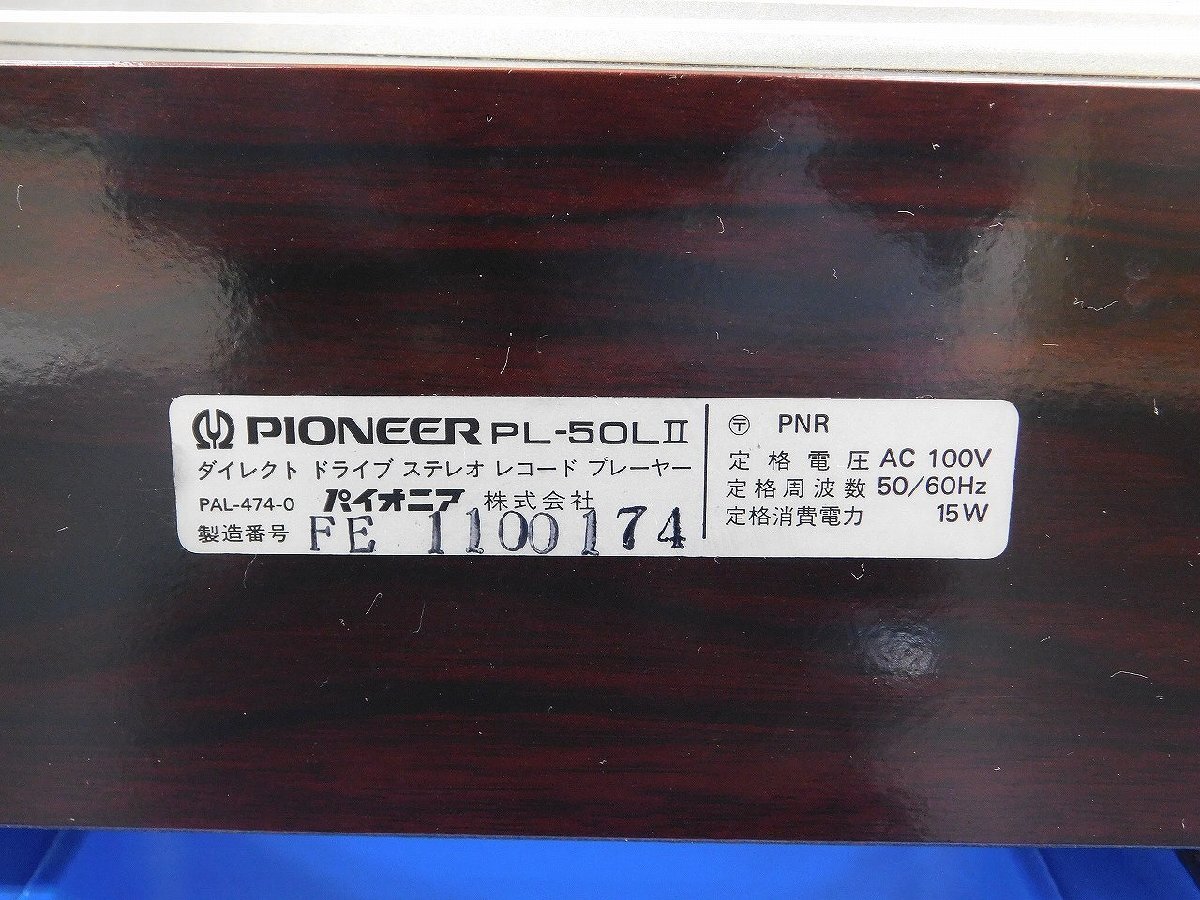 PIONEER PL-50LⅡ
ダイレクト ドライブ ステレオ レコード プレーヤー
PAL-474-0 パイオニア 株式会社
製造番号 FE 1100174
〶 PNR
定格電圧 AC 100V
定格周波数 50/60Hz
定格消費電力 15W